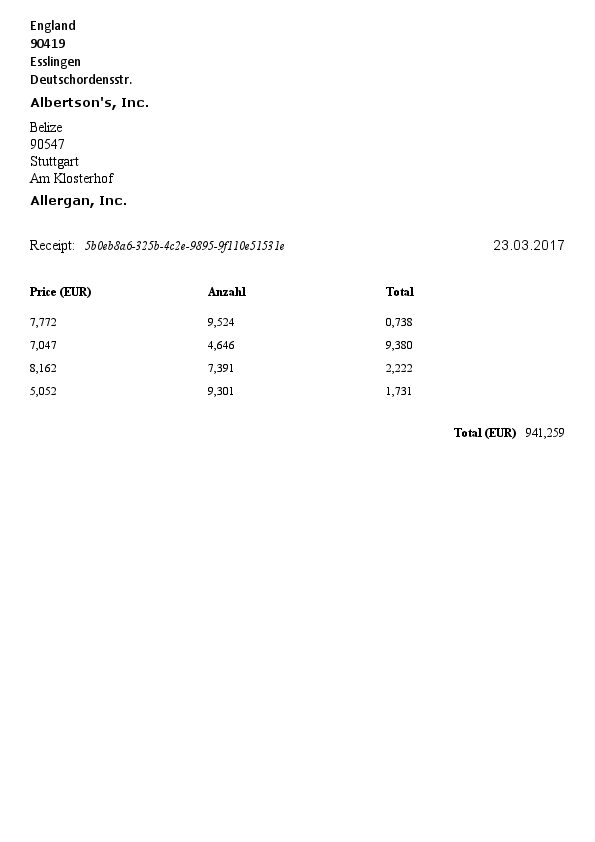 England
90419
Esslingen
Deutschordensstr.
Albertson's, Inc.
Belize
90547
Stuttgart
Am Klosterhof
Allergan, Inc.
Receipt: 5b0eb8a6-325b-4c2e-9895-9f110e51531e 23.03.2017
Price (EUR) Anzahl Total
7,772 9,524 0,738
7,047 4,646 9,380
8,162 7,391 2,222
5,052 9,301 1,731
Total (EUR) 941,259